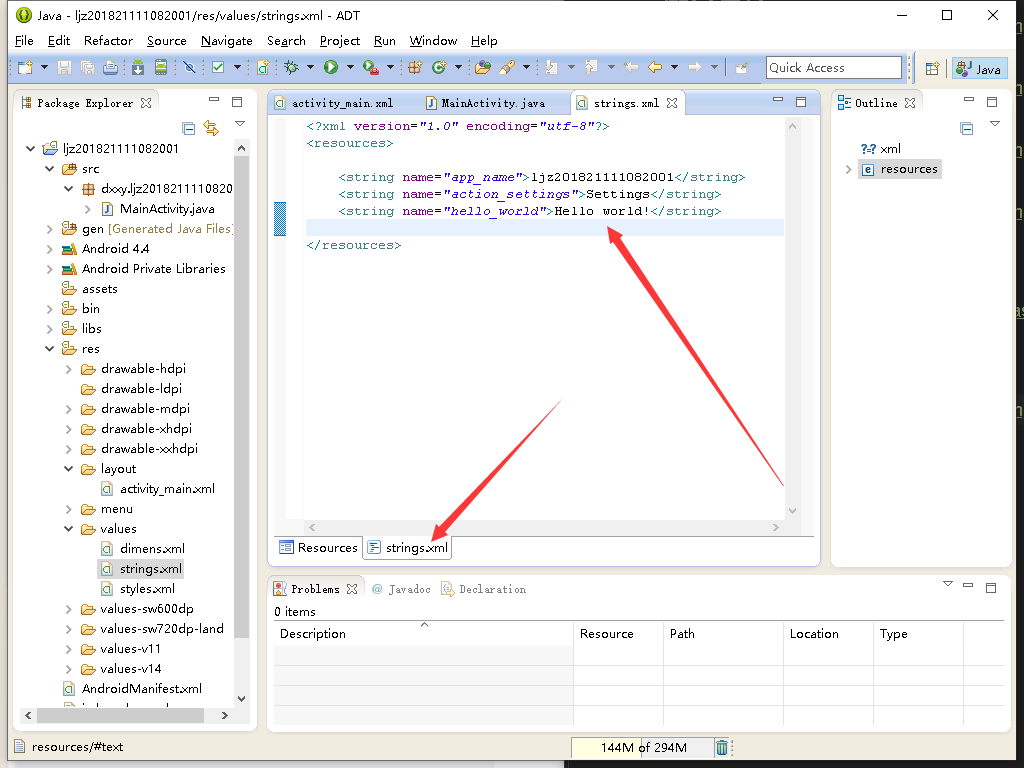 Java - ljz201821111082001/res/values/strings.xml - ADT
File Edit Refactor Source Navigate Search Project Run Window Help
Quick Access
Java
Package Explorer
ljz201821111082001
src
dxxy.ljz2018211110820
MainActivity.java
gen [Generated Java Files]
Android 4.4
Android Private Libraries
assets
bin
libs
res
drawable-hdpi
drawable-ldpi
drawable-mdpi
drawable-xhdpi
drawable-xxhdpi
layout
activity_main.xml
menu
values
dimens.xml
strings.xml
styles.xml
values-sw600dp
values-sw720dp-land
values-v11
values-v14
AndroidManifest.xml
activity_main.xml MainActivity.java strings.xml
<?xml version="1.0" encoding="utf-8"?>
<resources>
<string name="app_name">ljz201821111082001</string>
<string name="action_settings">Settings</string>
<string name="hello_world">Hello world!</string>
</resources>
Resources strings.xml
Outline
?-? xml
e resources
Problems @ Javadoc Declaration
0 items
Description Resource Path Location Type
resources/#text
144M of 294M